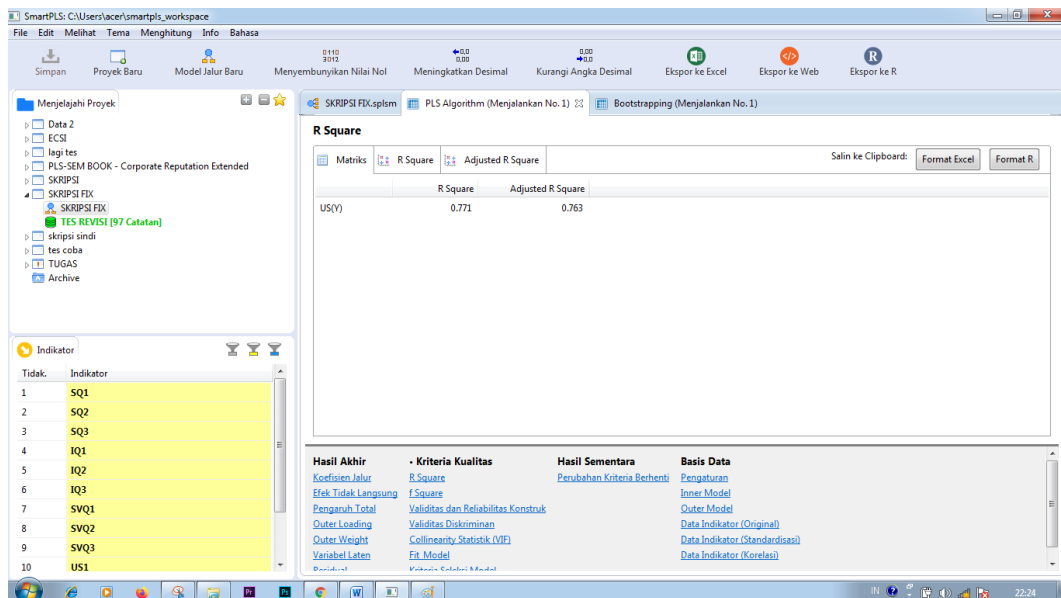 SmartPLS: C:\Users\acer\smartpls_workspace
File Edit Melihat Tema Menghitung Info Bahasa
Simpan Proyek Baru Model Jalur Baru Menyembunyikan Nilai Nol Meningkatkan Desimal Kurangi Angka Desimal Ekspor ke Excel Ekspor ke Web Ekspor ke R
Menjelajahi Proyek
Data 2
ECSI
lagi tes
PLS-SEM BOOK - Corporate Reputation Extended
SKRIPSI
SKRIPSI FIX
SKRIPSI FIX
TES REVISI [97 Catatan]
skripsi sindi
tes coba
TUGAS
Archive
Indikator
Tidak. Indikator
1 SQ1
2 SQ2
3 SQ3
4 IQ1
5 IQ2
6 IQ3
7 SVQ1
8 SVQ2
9 SVQ3
10 US1
SKRIPSI FIX.splsm PLS Algorithm (Menjalankan No. 1) Bootstrapping (Menjalankan No. 1)
R Square
Matriks R Square Adjusted R Square Salin ke Clipboard: Format Excel Format R
R Square Adjusted R Square
US(Y) 0.771 0.763
Hasil Akhir - Kriteria Kualitas Hasil Sementara Basis Data
Koefisien Jalur R Square Perubahan Kriteria Berhenti Pengaturan
Efek Tidak Langsung f Square Inner Model
Pengaruh Total Validitas dan Reliabilitas Konstruk Outer Model
Outer Loading Validitas Diskriminan Data Indikator (Original)
Outer Weight Collinearity Statistik (VIF) Data Indikator (Standardisasi)
Variabel Laten Fit Model Data Indikator (Korelasi)
Residual Kriteria Seleksi Model
IN 22:24